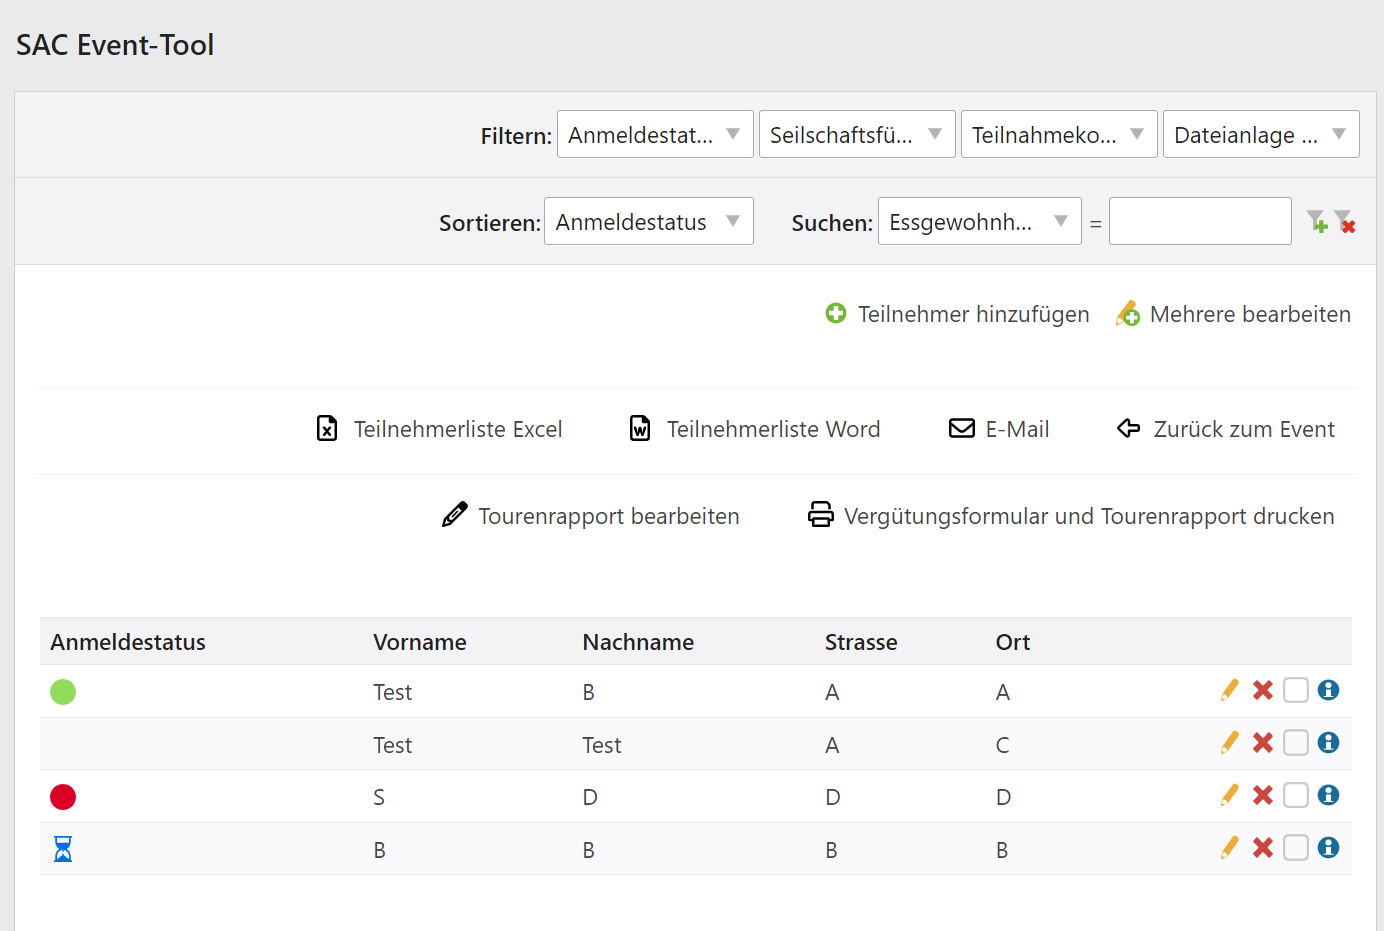 SAC Event-Tool
Filtern: Anmeldestat... Seilschaftsfü... Teilnahmeko... Dateianlage ...
Sortieren: Anmeldestatus Suchen: Essgewohnh... =
Teilnehmer hinzufügen Mehrere bearbeiten
Teilnehmerliste Excel Teilnehmerliste Word E-Mail Zurück zum Event
Tourenrapport bearbeiten Vergütungsformular und Tourenrapport drucken
Anmeldestatus Vorname Nachname Strasse Ort
Test B A A
Test Test A C
S D D D
B B B B